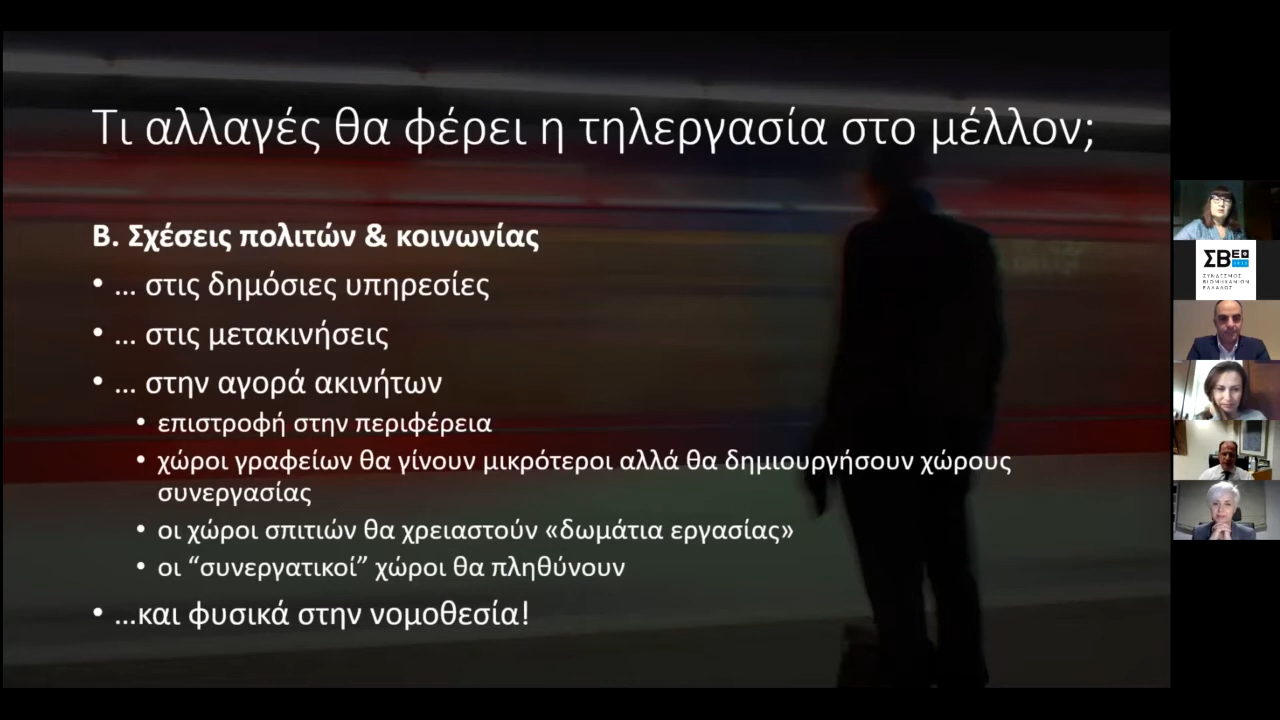 Τι αλλαγές θα φέρει η τηλεργασία στο μέλλον;
Β. Σχέσεις πολιτών & κοινωνίας
• ... στις δημόσιες υπηρεσίες
• ... στις μετακινήσεις
• ... στην αγορά ακινήτων
• επιστροφή στην περιφέρεια
• χώροι γραφείων θα γίνουν μικρότεροι αλλά θα δημιουργήσουν χώρους
συνεργασίας
• οι χώροι σπιτιών θα χρειαστούν «δωμάτια εργασίας»
• οι “συνεργατικοί” χώροι θα πληθύνουν
• ...και φυσικά στην νομοθεσία!
ΣΒΕ
ΣΥΝΔΕΣΜΟΣ
ΒΙΟΜΗΧΑΝΙΩΝ
ΕΛΛΑΔΟΣ